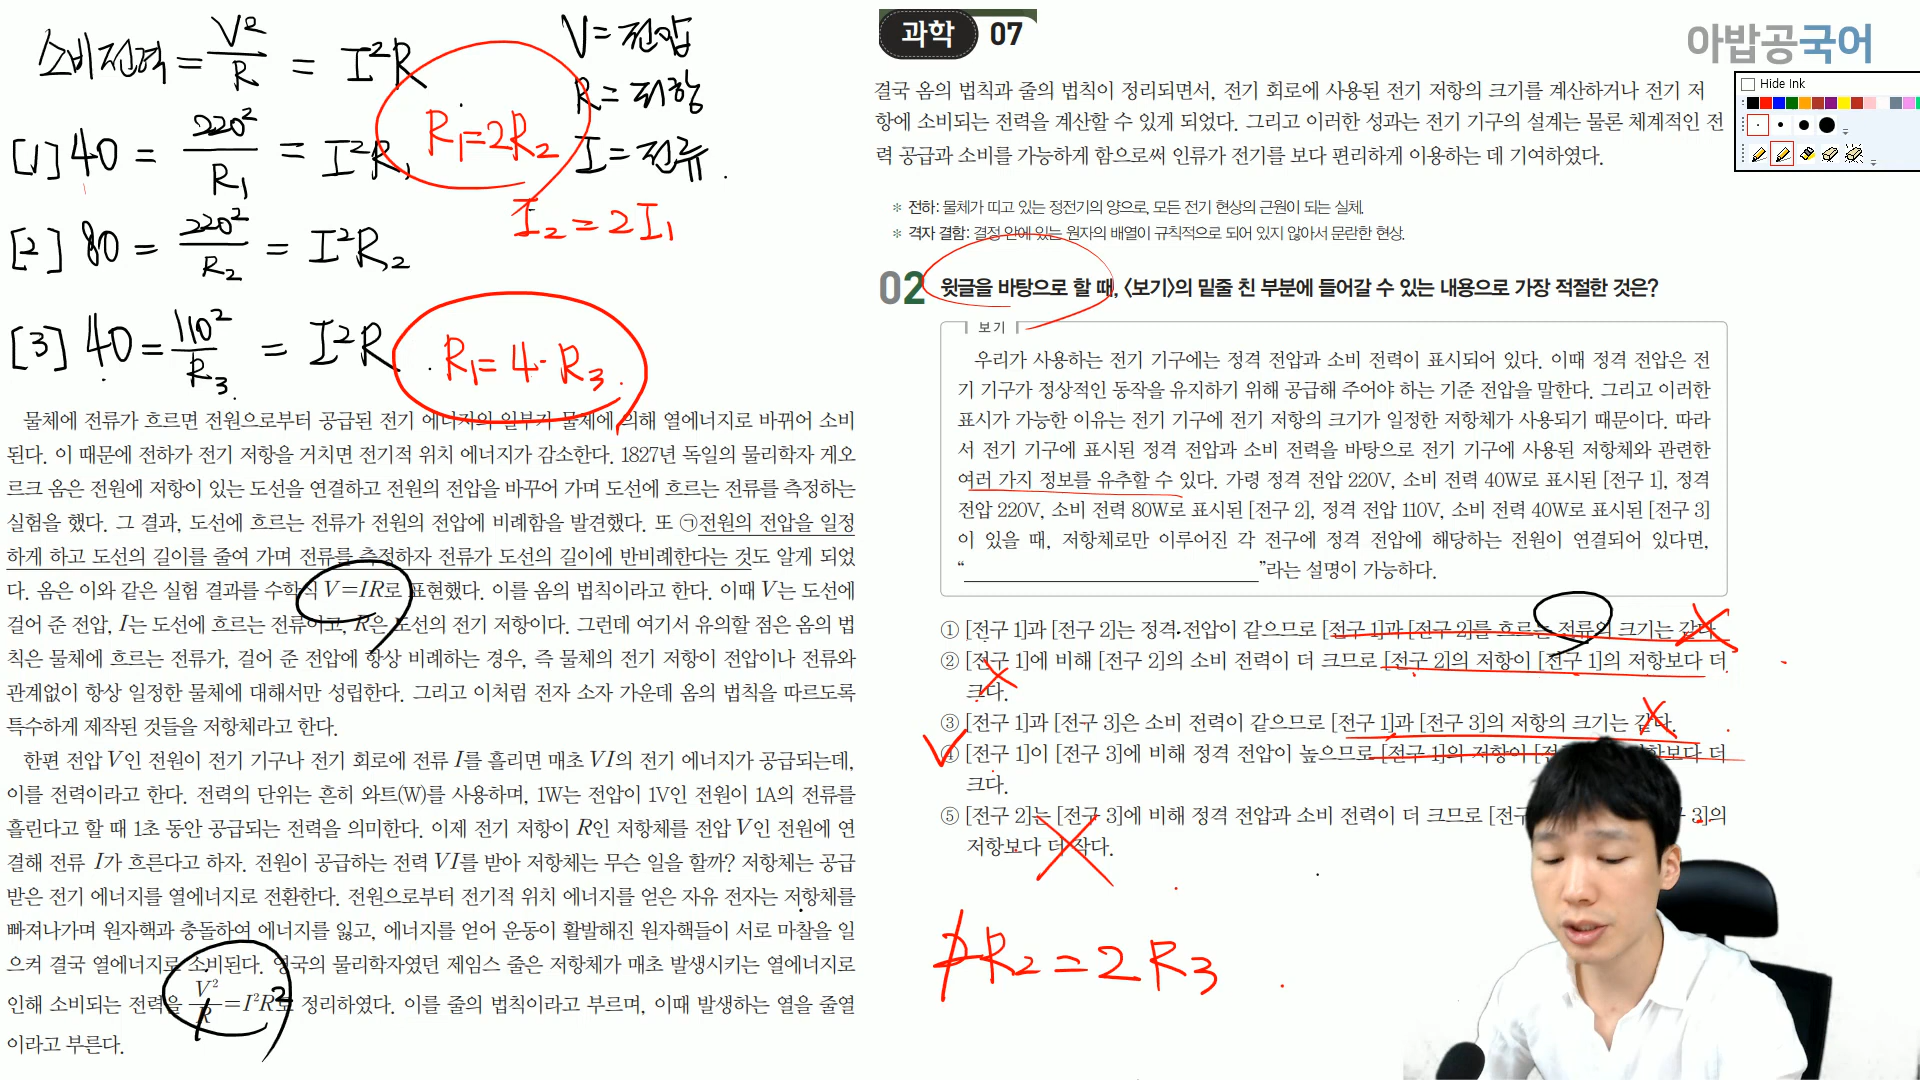 소비전력 = V²/R = I²R
V = 전압
R = 저항
I = 전류
[1] 40 = 220²/R₁ = I²R₁
R₁=2R₂
I₂ = 2I₁
[2] 80 = 220²/R₂ = I²R₂
[3] 40 = 110²/R₃ = I²R
R₁= 4· R₃
물체에 전류가 흐르면 전원으로부터 공급된 전기 에너지의 일부가 물체에 의해 열에너지로 바뀌어 소비
된다. 이 때문에 전하가 전기 저항을 거치면 전기적 위치 에너지가 감소한다. 1827년 독일의 물리학자 게오
르크 옴은 전원에 저항이 있는 도선을 연결하고 전원의 전압을 바꾸어 가며 도선에 흐르는 전류를 측정하는
실험을 했다. 그 결과, 도선에 흐르는 전류가 전원의 전압에 비례함을 발견했다. 또 ㉠전원의 전압을 일정
하게 하고 도선의 길이를 줄여 가며 전류를 측정하자 전류가 도선의 길이에 반비례한다는 것도 알게 되었
다. 옴은 이와 같은 실험 결과를 수학식 V=IR로 표현했다. 이를 옴의 법칙이라고 한다. 이때 V는 도선에
걸어 준 전압, I는 도선에 흐르는 전류이고, R은 도선의 전기 저항이다. 그런데 여기서 유의할 점은 옴의 법
칙은 물체에 흐르는 전류가, 걸어 준 전압에 항상 비례하는 경우, 즉 물체의 전기 저항이 전압이나 전류와
관계없이 항상 일정한 물체에 대해서만 성립한다. 그리고 이처럼 전자 소자 가운데 옴의 법칙을 따르도록
특수하게 제작된 것들을 저항체라고 한다.
한편 전압 V인 전원이 전기 기구나 전기 회로에 전류 I를 흘리면 매초 VI의 전기 에너지가 공급되는데,
이를 전력이라고 한다. 전력의 단위는 흔히 와트(W)를 사용하며, 1W는 전압이 1V인 전원이 1A의 전류를
흘린다고 할 때 1초 동안 공급되는 전력을 의미한다. 이제 전기 저항이 R인 저항체를 전압 V인 전원에 연
결해 전류 I가 흐른다고 하자. 전원이 공급하는 전력 VI를 받아 저항체는 무슨 일을 할까? 저항체는 공급
받은 전기 에너지를 열에너지로 전환한다. 전원으로부터 전기적 위치 에너지를 얻은 자유 전자는 저항체를
빠져나가며 원자핵과 충돌하여 에너지를 잃고, 에너지를 얻어 운동이 활발해진 원자핵들이 서로 마찰을 일
으켜 결국 열에너지로 소비된다. 영국의 물리학자였던 제임스 줄은 저항체가 매초 발생시키는 열에너지로
인해 소비되는 전력을 V²/R=I²R로 정리하였다. 이를 줄의 법칙이라고 부르며, 이때 발생하는 열을 줄열
이라고 부른다.
과학 07
아밥공국어
Hide Ink
결국 옴의 법칙과 줄의 법칙이 정리되면서, 전기 회로에 사용된 전기 저항의 크기를 계산하거나 전기 저
항에 소비되는 전력을 계산할 수 있게 되었다. 그리고 이러한 성과는 전기 기구의 설계는 물론 체계적인 전
력 공급과 소비를 가능하게 함으로써 인류가 전기를 보다 편리하게 이용하는 데 기여하였다.
* 전하: 물체가 띠고 있는 정전기의 양으로, 모든 전기 현상의 근원이 되는 실체.
* 격자 결함: 결정 안에 있는 원자의 배열이 규칙적으로 되어 있지 않아서 문란한 현상.
02 윗글을 바탕으로 할 때, <보기>의 밑줄 친 부분에 들어갈 수 있는 내용으로 가장 적절한 것은?
보기
우리가 사용하는 전기 기구에는 정격 전압과 소비 전력이 표시되어 있다. 이때 정격 전압은 전
기 기구가 정상적인 동작을 유지하기 위해 공급해 주어야 하는 기준 전압을 말한다. 그리고 이러한
표시가 가능한 이유는 전기 기구에 전기 저항의 크기가 일정한 저항체가 사용되기 때문이다. 따라
서 전기 기구에 표시된 정격 전압과 소비 전력을 바탕으로 전기 기구에 사용된 저항체와 관련한
여러 가지 정보를 유추할 수 있다. 가령 정격 전압 220V, 소비 전력 40W로 표시된 [전구 1], 정격
전압 220V, 소비 전력 80W로 표시된 [전구 2], 정격 전압 110V, 소비 전력 40W로 표시된 [전구 3]
이 있을 때, 저항체로만 이루어진 각 전구에 정격 전압에 해당하는 전원이 연결되어 있다면,
“ ”라는 설명이 가능하다.
① [전구 1]과 [전구 2]는 정격 전압이 같으므로 [전구 1]과 [전구 2]를 흐르는 전류의 크기는 같다.
② [전구 1]에 비해 [전구 2]의 소비 전력이 더 크므로 [전구 2]의 저항이 [전구 1]의 저항보다 더
크다.
③ [전구 1]과 [전구 3]은 소비 전력이 같으므로 [전구 1]과 [전구 3]의 저항의 크기는 같다.
④ [전구 1]이 [전구 3]에 비해 정격 전압이 높으므로 [전구 1]의 저항이 [전 항보다 더
크다.
⑤ [전구 2]는 [전구 3]에 비해 정격 전압과 소비 전력이 더 크므로 [전구 3]의
저항보다 더 작다.
R₂ = 2R₃